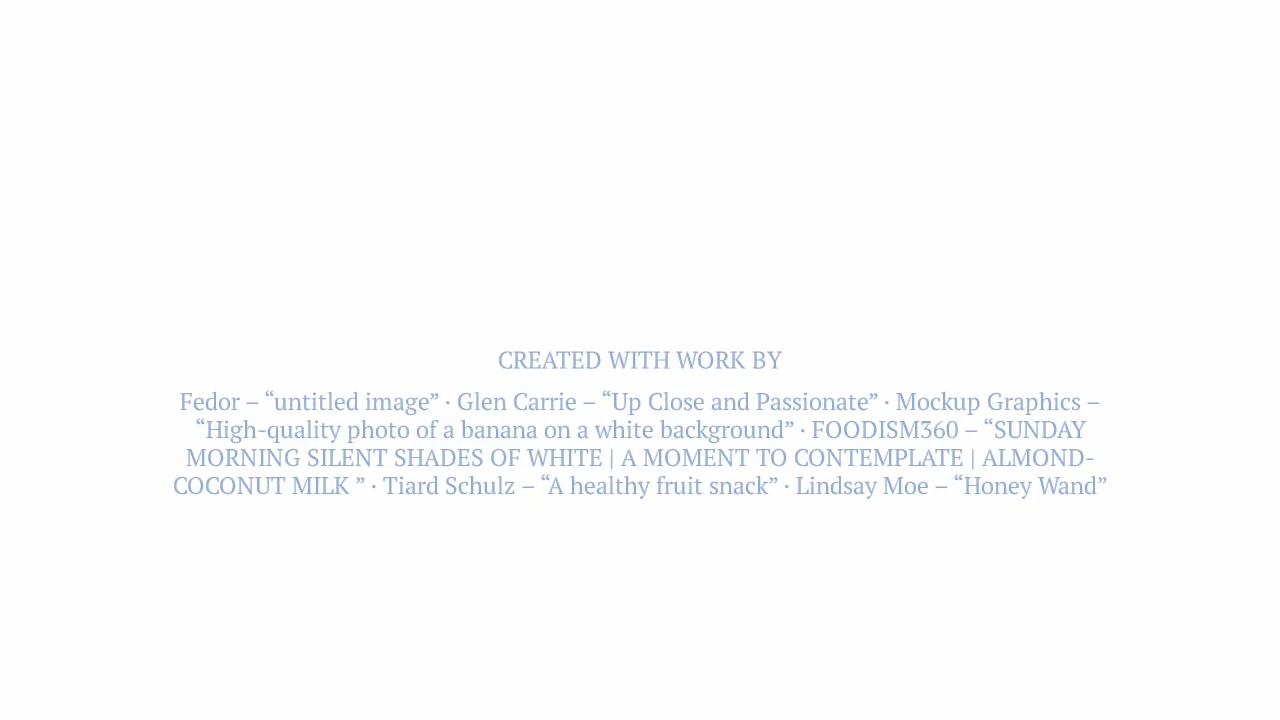 CREATED WITH WORK BY
Fedor – “untitled image” · Glen Carrie – “Up Close and Passionate” · Mockup Graphics –
“High-quality photo of a banana on a white background” · FOODISM360 – “SUNDAY
MORNING SILENT SHADES OF WHITE | A MOMENT TO CONTEMPLATE | ALMOND-
COCONUT MILK ” · Tiard Schulz – “A healthy fruit snack” · Lindsay Moe – “Honey Wand”